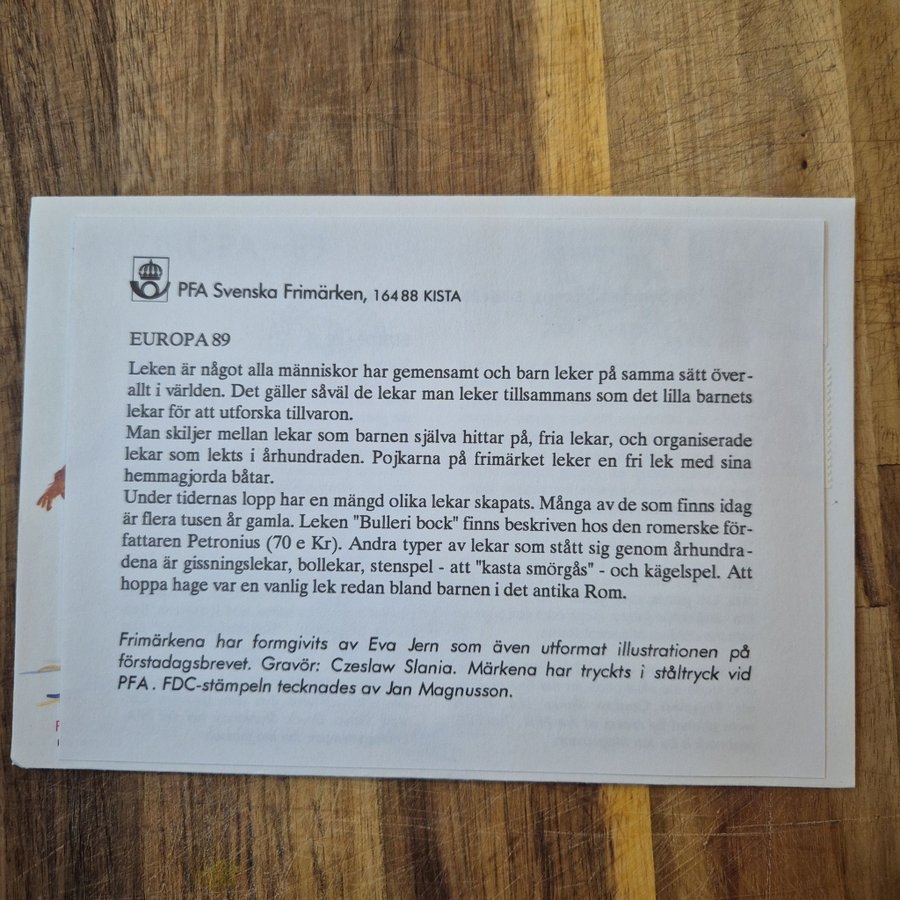 PFA Svenska Frimärken, 164 88 KISTA
EUROPA 89
Leken är något alla människor har gemensamt och barn leker på samma sätt över-
allt i världen. Det gäller såväl de lekar man leker tillsammans som det lilla barnets
lekar för att utforska tillvaron.
Man skiljer mellan lekar som barnen själva hittar på, fria lekar, och organiserade
lekar som lekts i århundraden. Pojkarna på frimärket leker en fri lek med sina
hemmagjorda båtar.
Under tidernas lopp har en mängd olika lekar skapats. Många av de som finns idag
är flera tusen år gamla. Leken "Bulleri bock" finns beskriven hos den romerske för-
fattaren Petronius (70 e Kr). Andra typer av lekar som stått sig genom århundra-
dena är gissningslekar, bollekar, stenspel - att "kasta smörgås" - och kägelspel. Att
hoppa hage var en vanlig lek redan bland barnen i det antika Rom.
Frimärkena har formgivits av Eva Jern som även utformat illustrationen på
förstadagsbrevet. Gravör: Czeslaw Slania. Märkena har tryckts i ståltryck vid
PFA. FDC-stämpeln tecknades av Jan Magnusson.